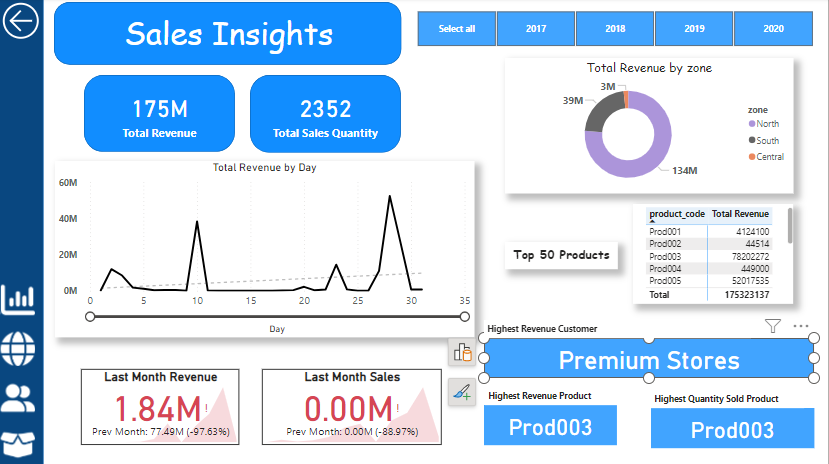 Sales Insights
Select all 2017 2018 2019 2020
175M
Total Revenue
2352
Total Sales Quantity
Total Revenue by zone
3M
39M
134M
zone
North
South
Central
Total Revenue by Day
60M
40M
20M
0M
0 5 10 15 20 25 30 35
Day
Top 50 Products
product_code Total Revenue
Prod001 4124100
Prod002 44514
Prod003 78202272
Prod004 449000
Prod005 52017535
Total 175323137
Highest Revenue Customer
Premium Stores
Last Month Revenue
1.84M!
Prev Month: 77.49M (-97.63%)
Last Month Sales
0.00M!
Prev Month: 0.00M (-88.97%)
Highest Revenue Product
Prod003
Highest Quantity Sold Product
Prod003